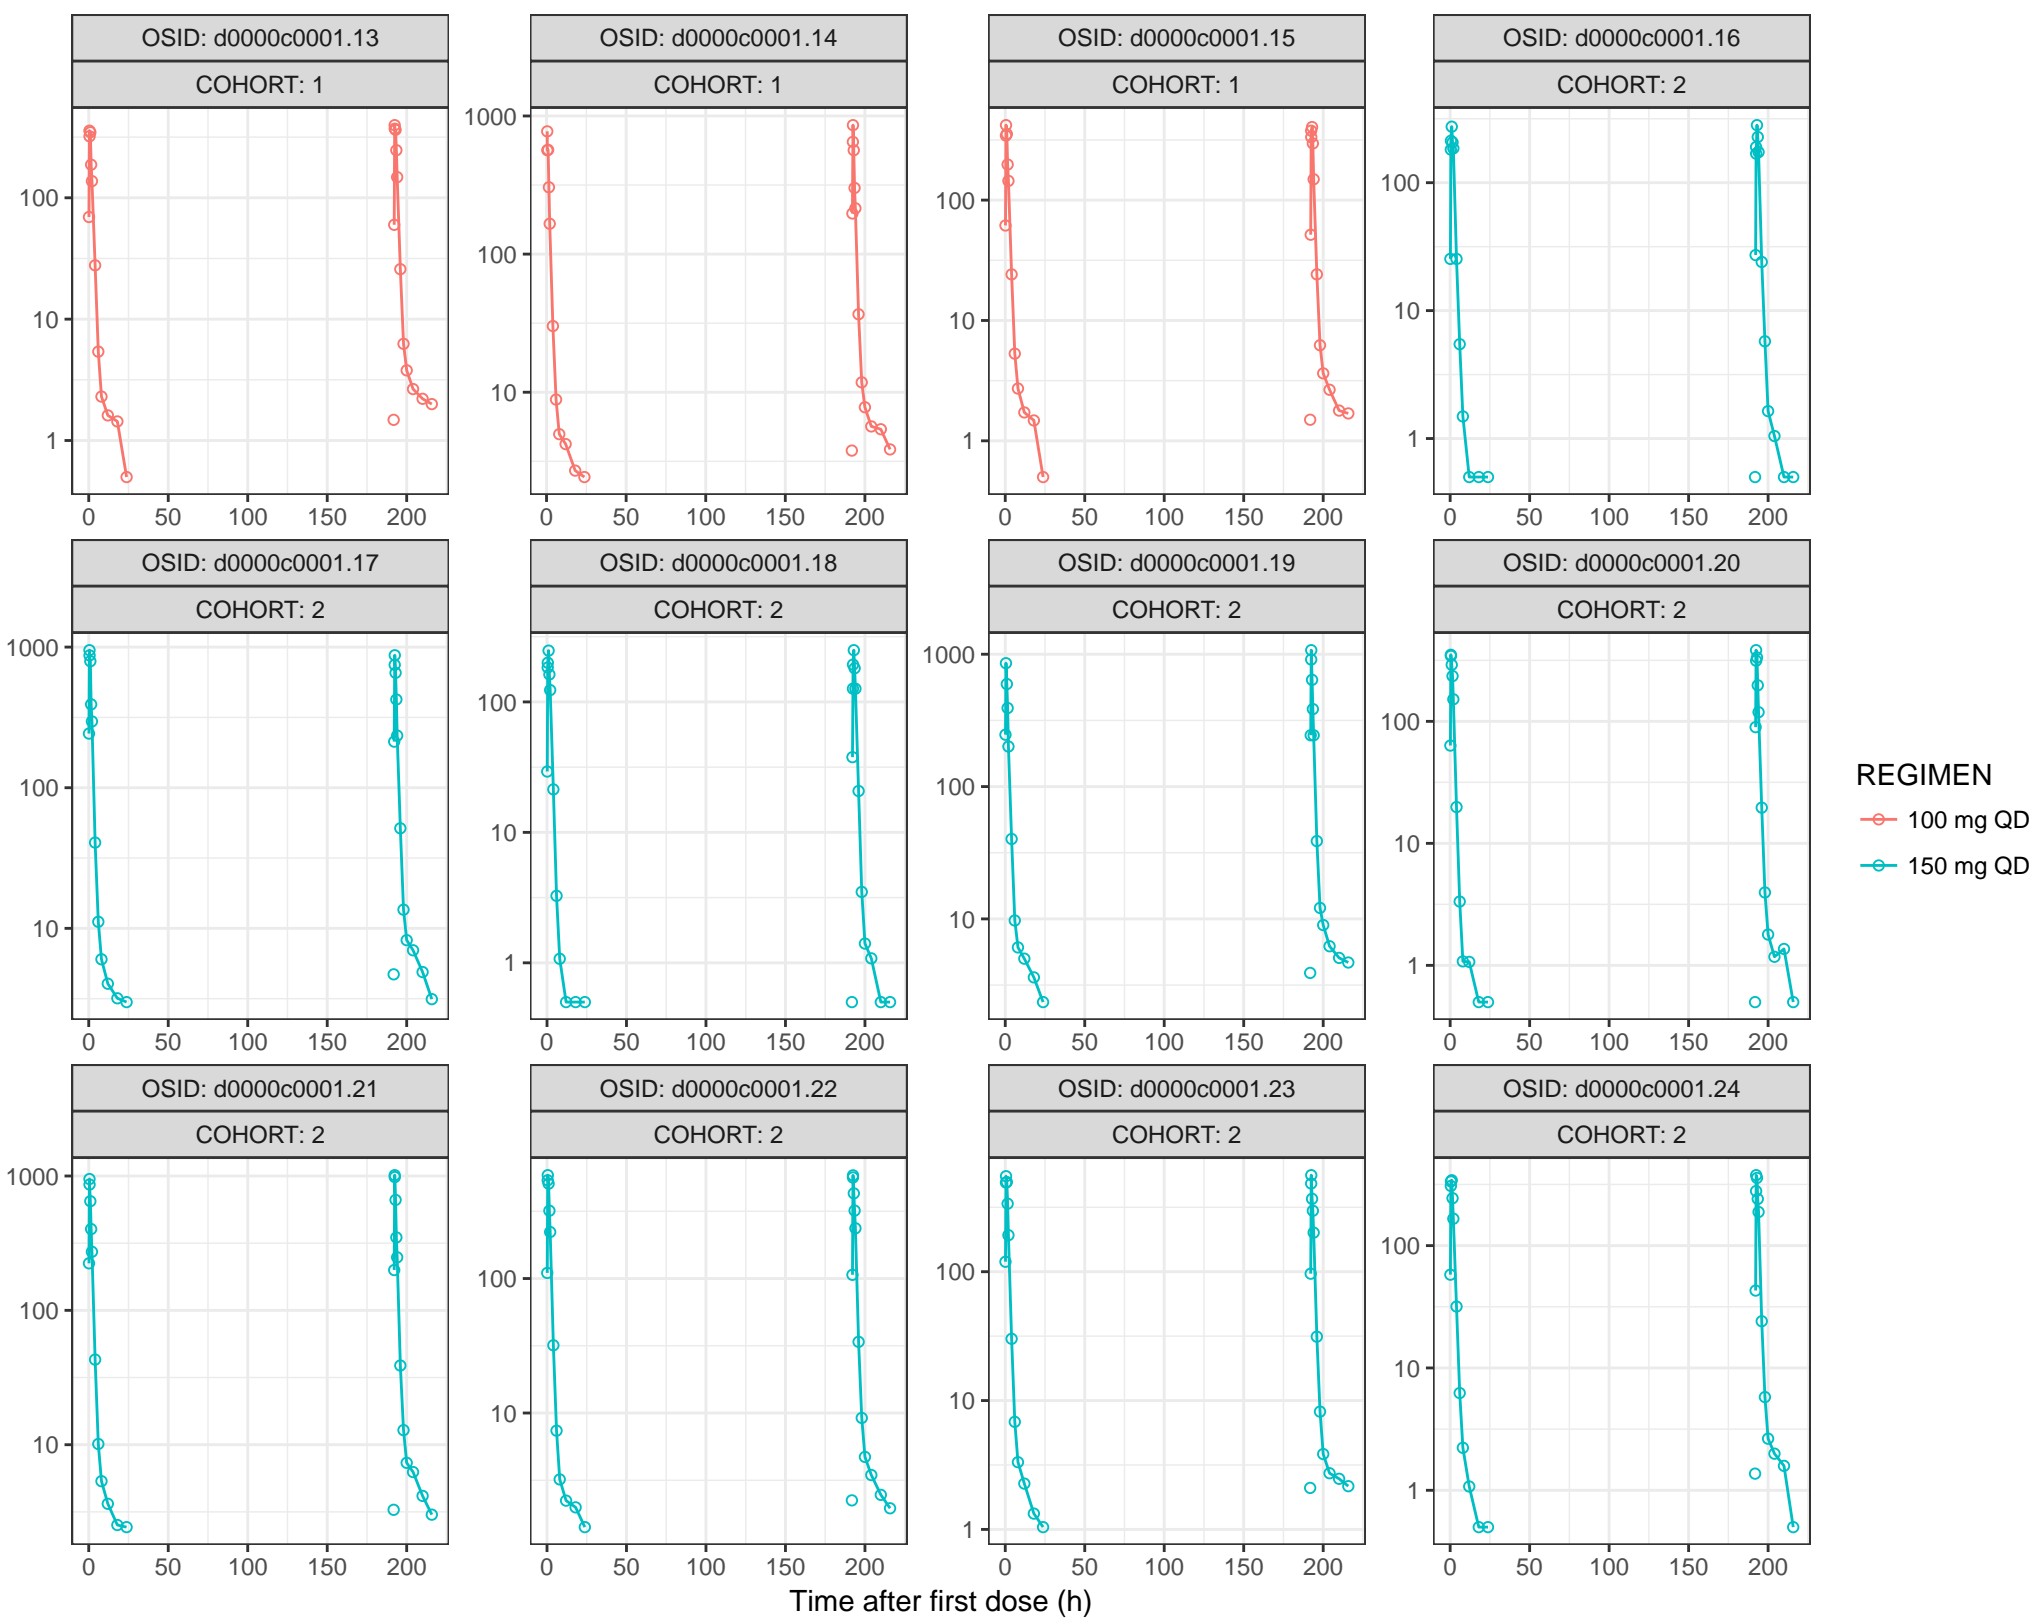 OSID: d0000c0001.13 OSID: d0000c0001.14 OSID: d0000c0001.15 OSID: d0000c0001.16
COHORT: 1 COHORT: 1 COHORT: 1 COHORT: 2
100 10 1
1000 100 10
100 10 1
100 10 1
0 50 100 150 200 0 50 100 150 200 0 50 100 150 200 0 50 100 150 200
OSID: d0000c0001.17 OSID: d0000c0001.18 OSID: d0000c0001.19 OSID: d0000c0001.20
COHORT: 2 COHORT: 2 COHORT: 2 COHORT: 2
1000 100 10
100 10 1
1000 100 10
100 10 1
0 50 100 150 200 0 50 100 150 200 0 50 100 150 200 0 50 100 150 200
OSID: d0000c0001.21 OSID: d0000c0001.22 OSID: d0000c0001.23 OSID: d0000c0001.24
COHORT: 2 COHORT: 2 COHORT: 2 COHORT: 2
1000 100 10
100 10
100 10 1
100 10 1
0 50 100 150 200 0 50 100 150 200 0 50 100 150 200 0 50 100 150 200
Time after first dose (h)
REGIMEN
100 mg QD
150 mg QD